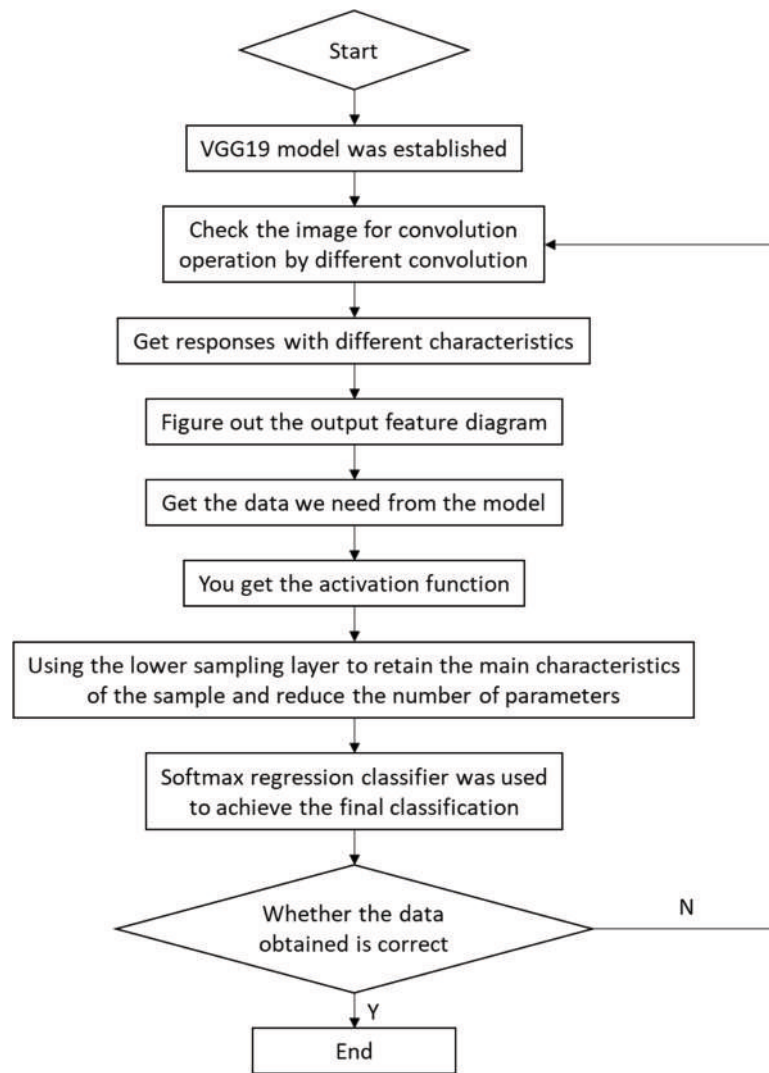 Start
VGG19 model was established
Check the image for convolution
operation by different convolution
Get responses with different characteristics
Figure out the output feature diagram
Get the data we need from the model
You get the activation function
Using the lower sampling layer to retain the main characteristics
of the sample and reduce the number of parameters
Softmax regression classifier was used
to achieve the final classification
Whether the data
obtained is correct
N
Y
End